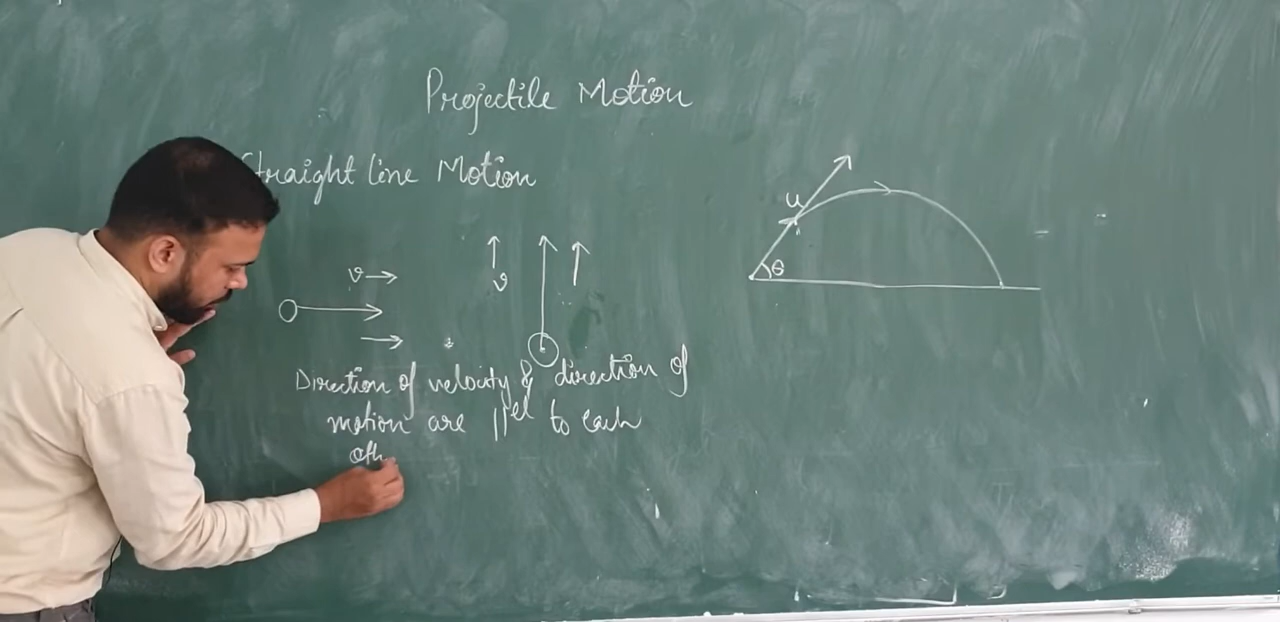 Projectile Motion
Straight line Motion
u
θ
v
v
Direction of velocity & direction of
motion are ||el to each
oth